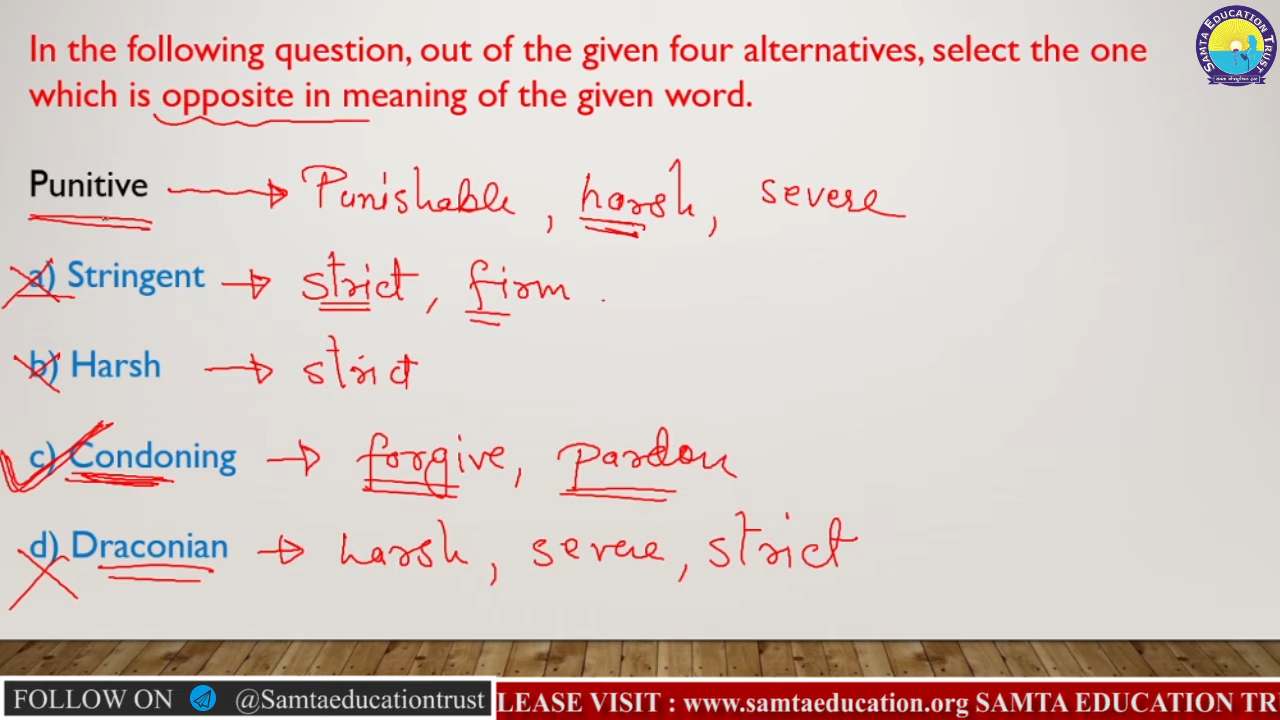 In the following question, out of the given four alternatives, select the one
which is opposite in meaning of the given word.
Punitive → Punishable, harsh, severe
a) Stringent → strict, firm.
b) Harsh → strict
c) Condoning → forgive, pardon
d) Draconian → harsh, severe, strict
SAMTA EDUCATION TRUST
FOLLOW ON @Samtaeducationtrust LEASE VISIT : www.samtaeducation.org SAMTA EDUCATION TR